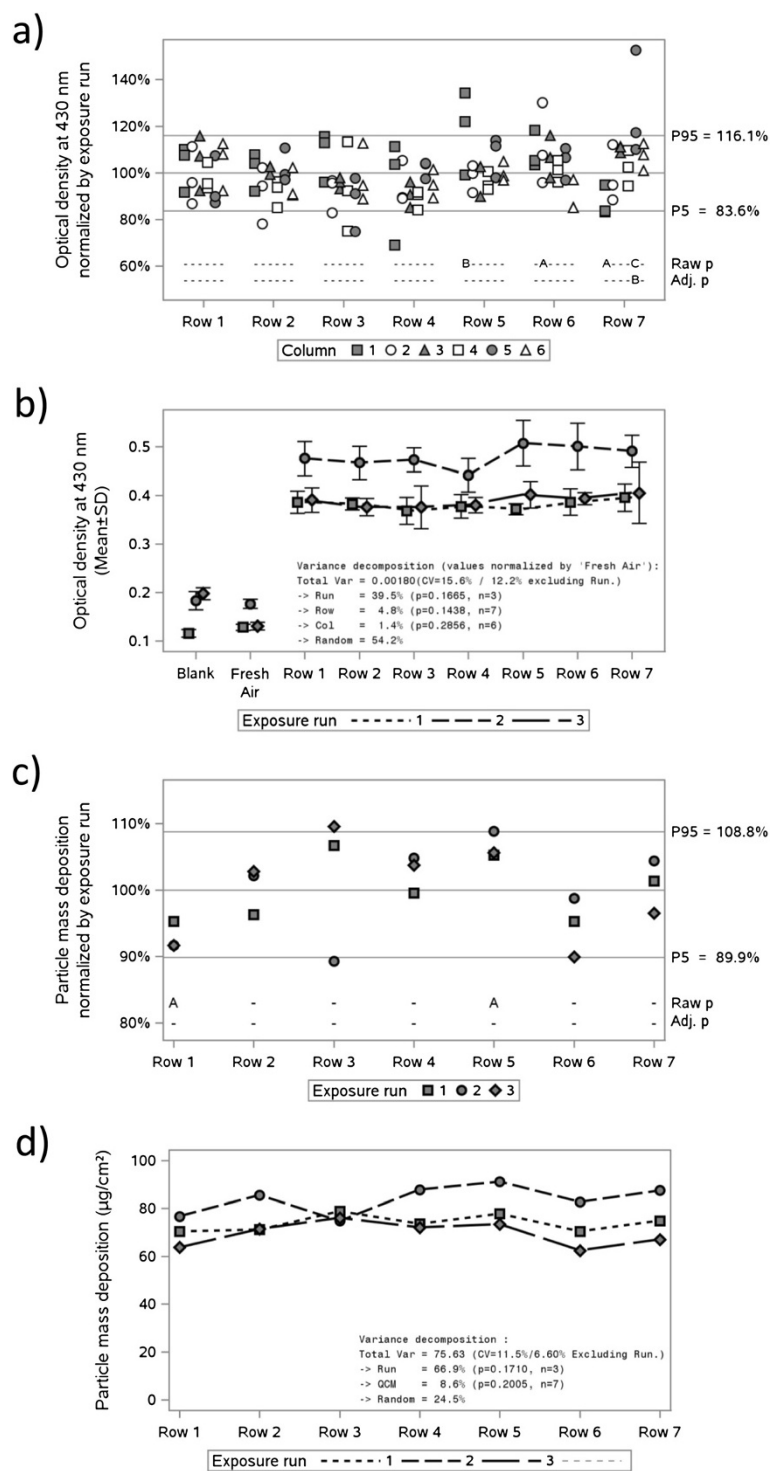 a)
Optical density at 430 nm
normalized by exposure run
140%
120%
100%
80%
60%
P95 = 116.1%
P5 = 83.6%
B----- A----- A----C- Raw p
------ ------ ------ ------ ------ ------ ----B- Adj. p
Row 1 Row 2 Row 3 Row 4 Row 5 Row 6 Row 7
Column 1 2 3 4 5 6
b)
Optical density at 430 nm
(Mean±SD)
0.5
0.4
0.3
0.2
0.1
Variance decomposition (values normalized by 'Fresh Air'):
Total Var = 0.00180(CV=15.6% / 12.2% excluding Run.)
-> Run = 39.5% (p=0.1665, n=3)
-> Row = 4.8% (p=0.1438, n=7)
-> Col = 1.4% (p=0.2856, n=6)
-> Random = 54.2%
Blank Fresh Air Row 1 Row 2 Row 3 Row 4 Row 5 Row 6 Row 7
Exposure run 1 2 3
c)
Particle mass deposition
normalized by exposure run
110%
100%
90%
80%
P95 = 108.8%
P5 = 89.9%
A - - - A - - Raw p
- - - - - - - Adj. p
Row 1 Row 2 Row 3 Row 4 Row 5 Row 6 Row 7
Exposure run 1 2 3
d)
Particle mass deposition (µg/cm²)
100
80
60
40
20
0
Variance decomposition :
Total Var = 75.63 (CV=11.5%/6.60% Excluding Run.)
-> Run = 66.9% (p=0.1710, n=3)
-> QCM = 8.6% (p=0.2005, n=7)
-> Random = 24.5%
Row 1 Row 2 Row 3 Row 4 Row 5 Row 6 Row 7
Exposure run 1 2 3